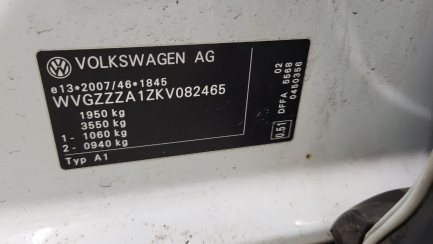 VOLKSWAGEN AG
e13*2007/46*1845
WVGZZZA1ZKV082465
1950 kg
3550 kg
1- 1060 kg
2- 0940 kg
Typ A1
02
5568
DFFA
0450356
0.51